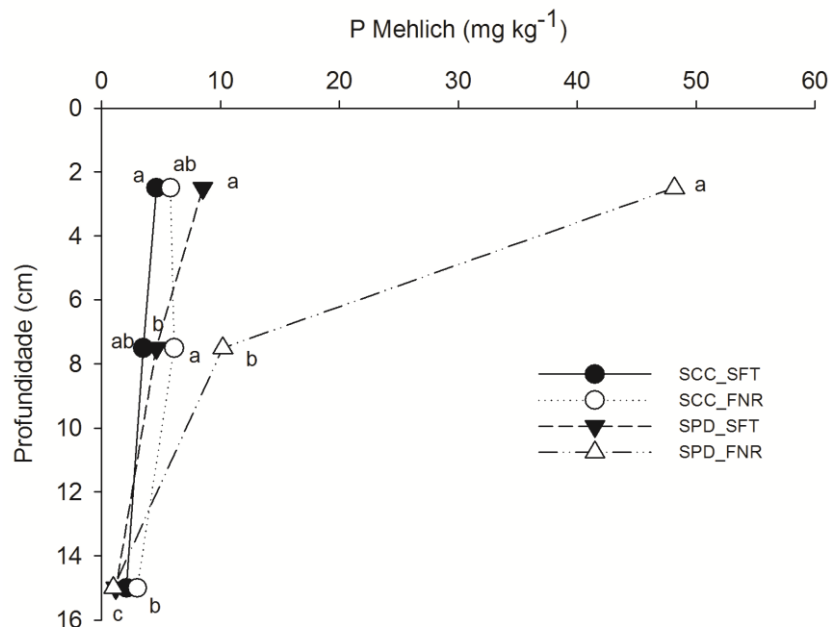 P Mehlich (mg kg-1)
0 10 20 30 40 50 60
0
2
4
6
8
10
12
14
16
Profundidade (cm)
a ab a a
ab b a b
c b
SCC_SFT
SCC_FNR
SPD_SFT
SPD_FNR